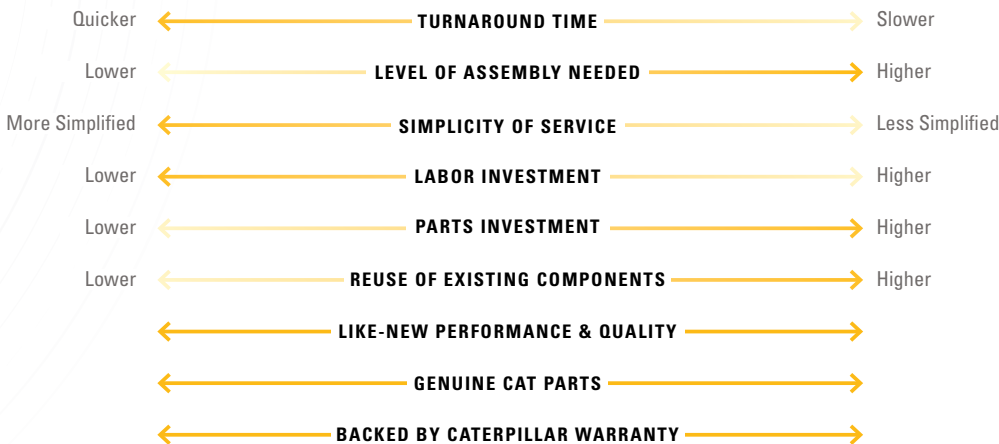 Quicker TURNAROUND TIME Slower
Lower LEVEL OF ASSEMBLY NEEDED Higher
More Simplified SIMPLICITY OF SERVICE Less Simplified
Lower LABOR INVESTMENT Higher
Lower PARTS INVESTMENT Higher
Lower REUSE OF EXISTING COMPONENTS Higher
LIKE-NEW PERFORMANCE & QUALITY
GENUINE CAT PARTS
BACKED BY CATERPILLAR WARRANTY